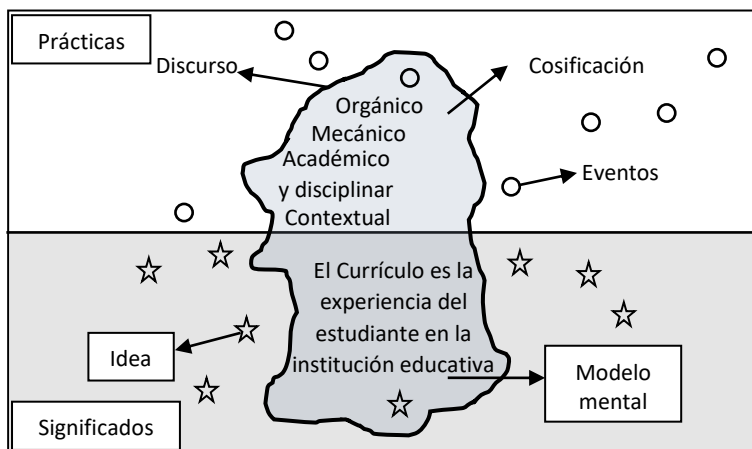 Prácticas
Discurso
Cosificación
Orgánico
Mecánico
Académico
y disciplinar
Contextual
Eventos
El Currículo es la
experiencia del
estudiante en la
institución educativa
Idea
Modelo
mental
Significados